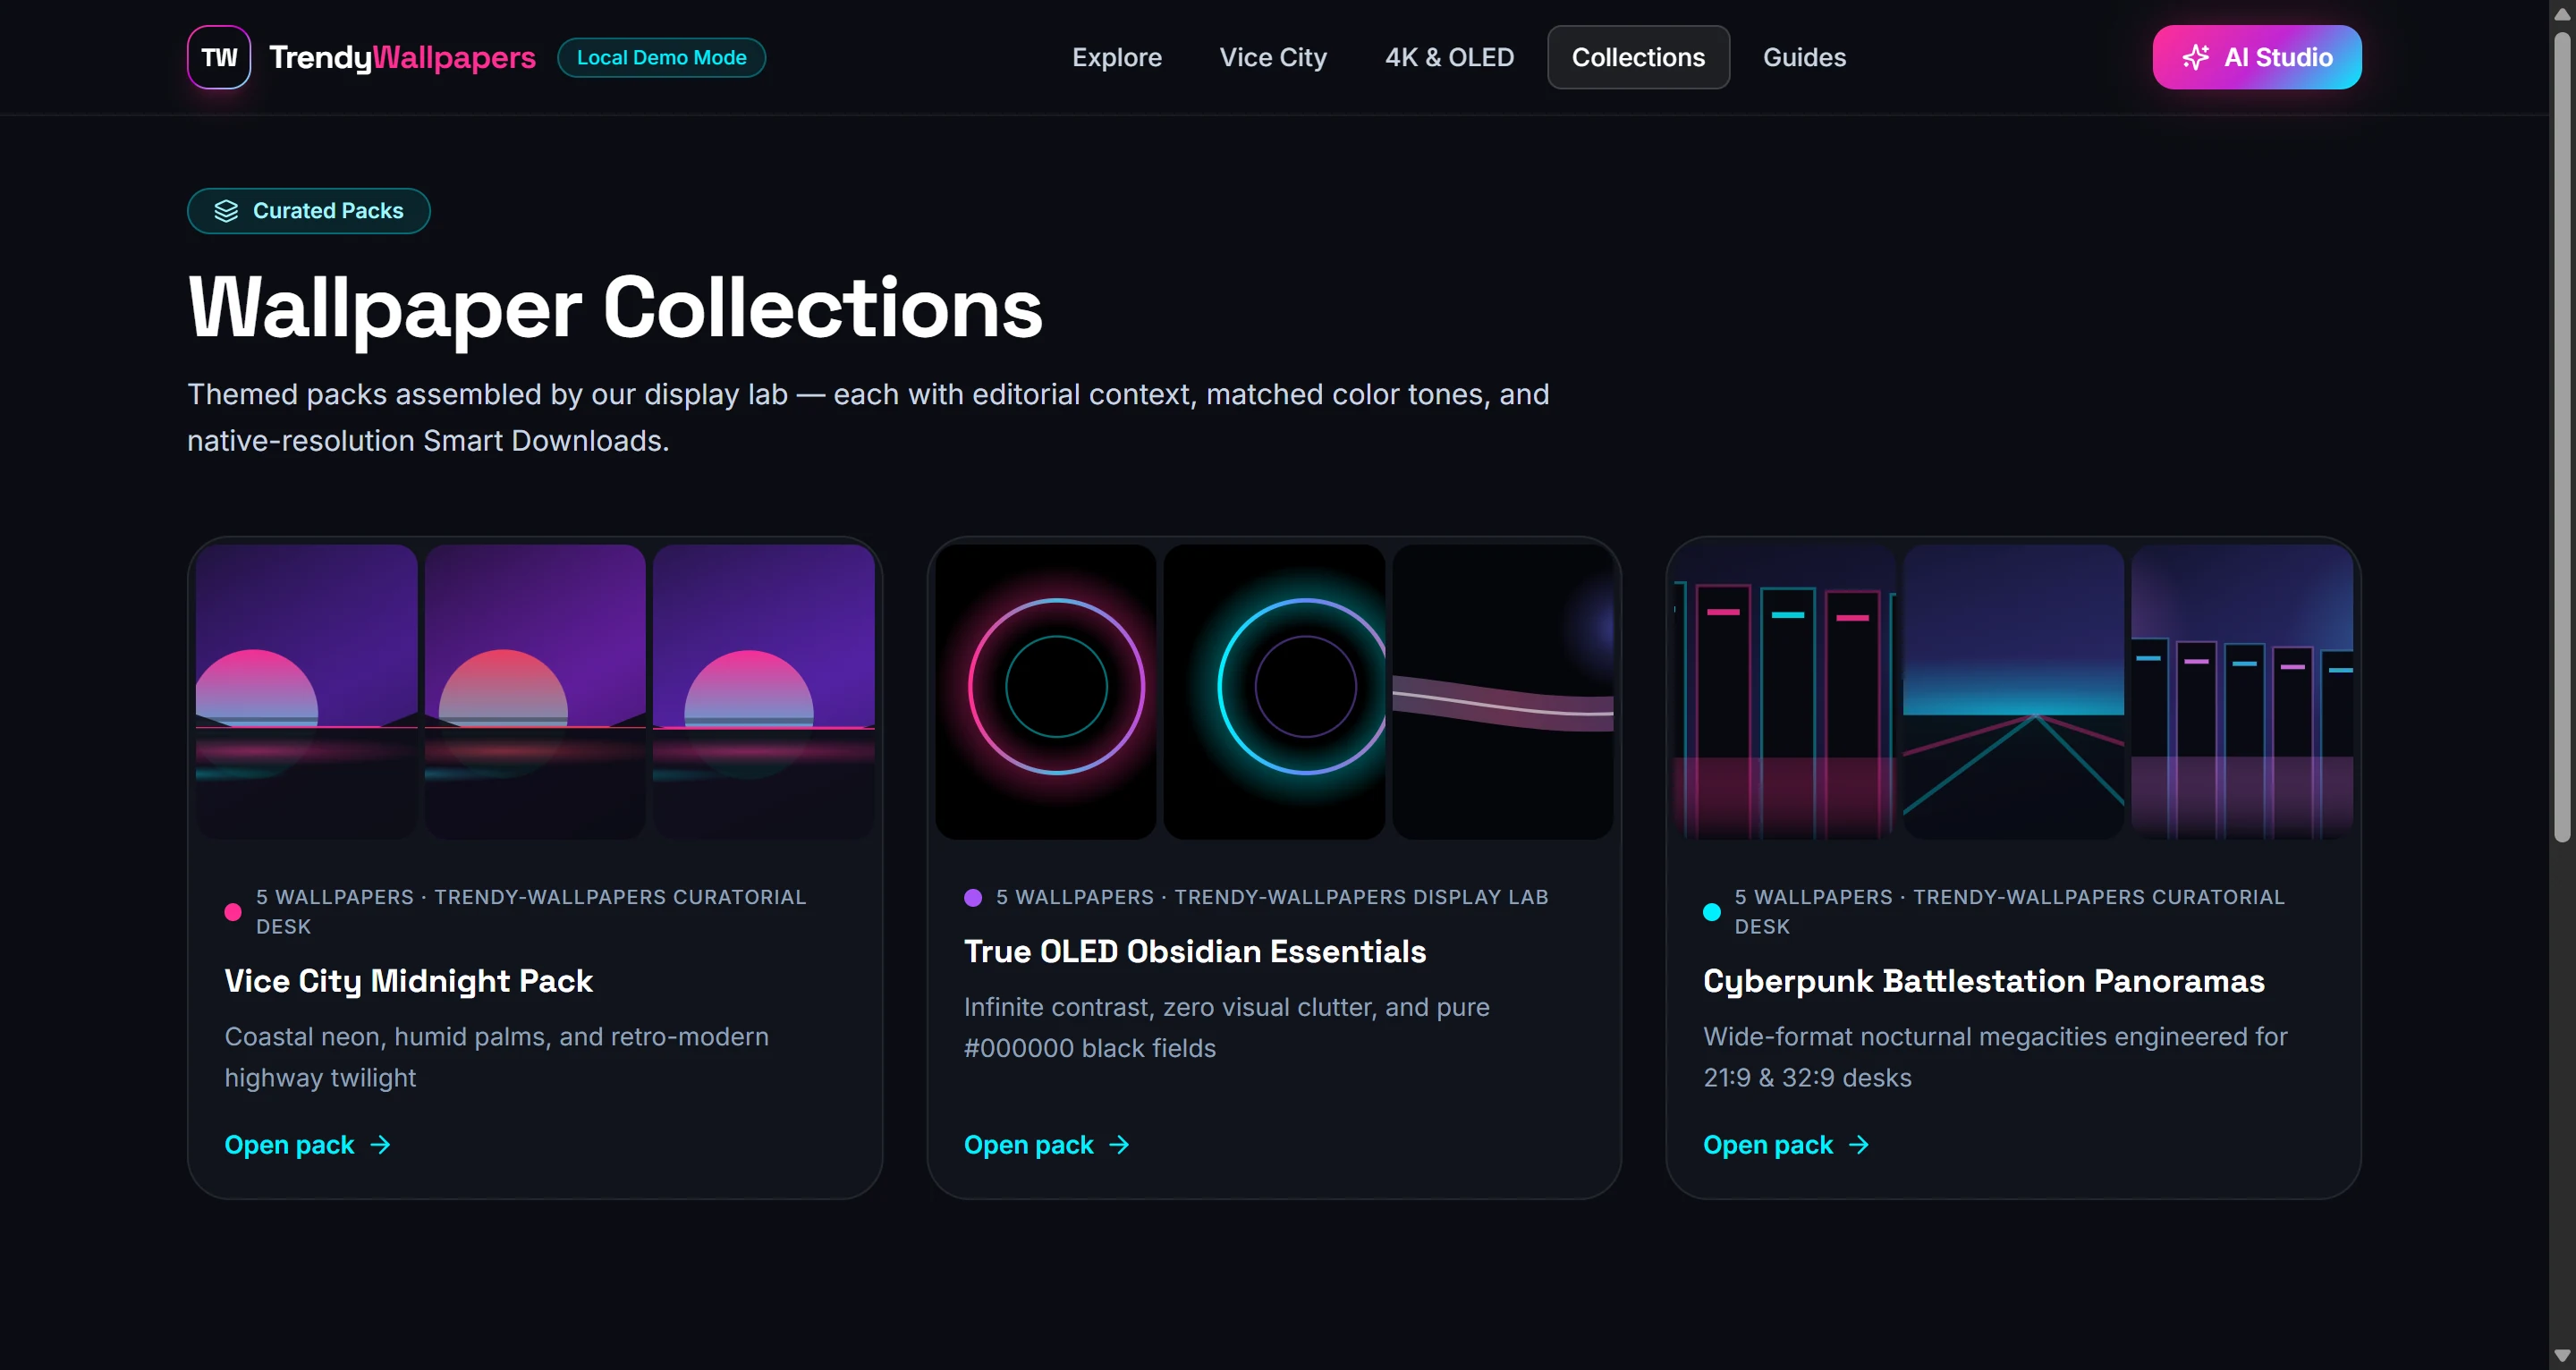 TW TrendyWallpapers Local Demo Mode Explore Vice City 4K & OLED Collections Guides AI Studio
Curated Packs
Wallpaper Collections
Themed packs assembled by our display lab — each with editorial context, matched color tones, and
native-resolution Smart Downloads.
5 WALLPAPERS · TRENDY-WALLPAPERS CURATORIAL
DESK
Vice City Midnight Pack
Coastal neon, humid palms, and retro-modern
highway twilight
Open pack →
5 WALLPAPERS · TRENDY-WALLPAPERS DISPLAY LAB
True OLED Obsidian Essentials
Infinite contrast, zero visual clutter, and pure
#000000 black fields
Open pack →
5 WALLPAPERS · TRENDY-WALLPAPERS CURATORIAL
DESK
Cyberpunk Battlestation Panoramas
Wide-format nocturnal megacities engineered for
21:9 & 32:9 desks
Open pack →